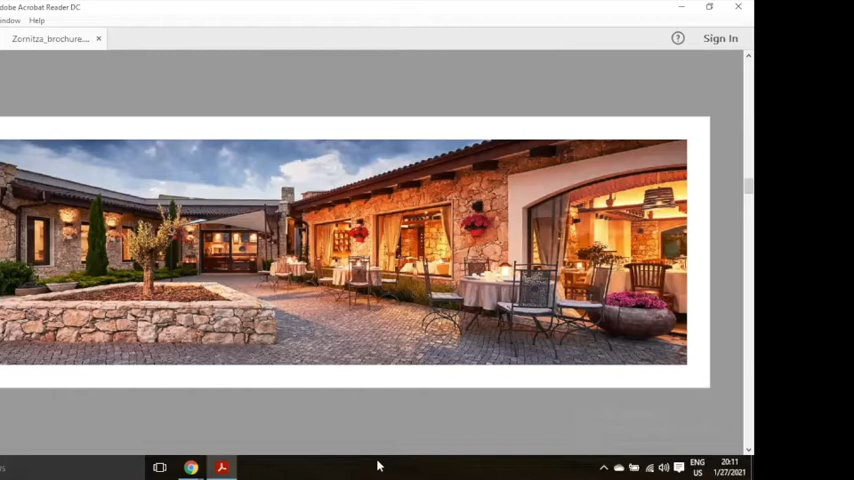 dobe Acrobat Reader DC
indow Help
Zornitza_brochure....
Sign In
ENG
US
20:11
1/27/2021